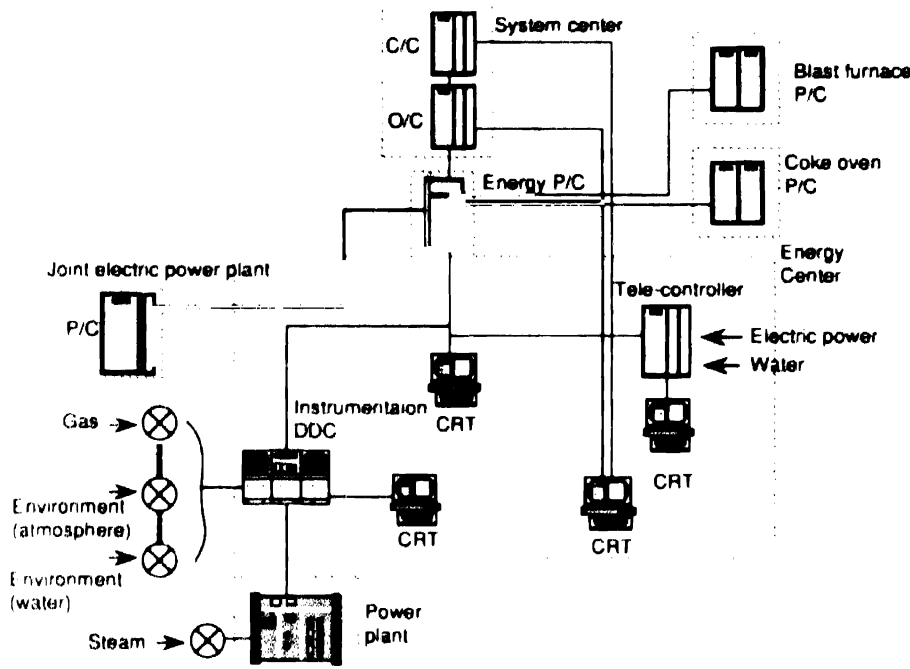 System center
C/C
O/C
Blast furnace
P/C
Energy P/C
Coke oven
P/C
Energy
Center
Joint electric power plant
P/C
Tele-controller
Electric power
Water
CRT
CRT
Instrumentaion
DDC
Gas
CRT
CRT
Environment
(atmosphere)
Environment
(water)
Steam
Power
plant